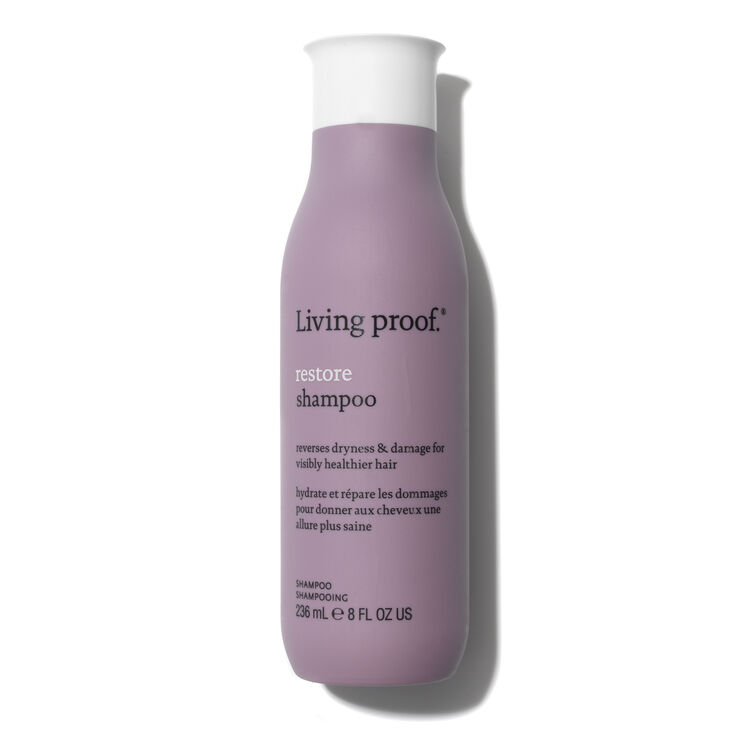 Living proof.®
restore
shampoo
reverses dryness & damage for
visibly healthier hair
hydrate et répare les dommages
pour donner aux cheveux une
allure plus saine
SHAMPOO
SHAMPOOING
236 mL ℮ 8 FL OZ US